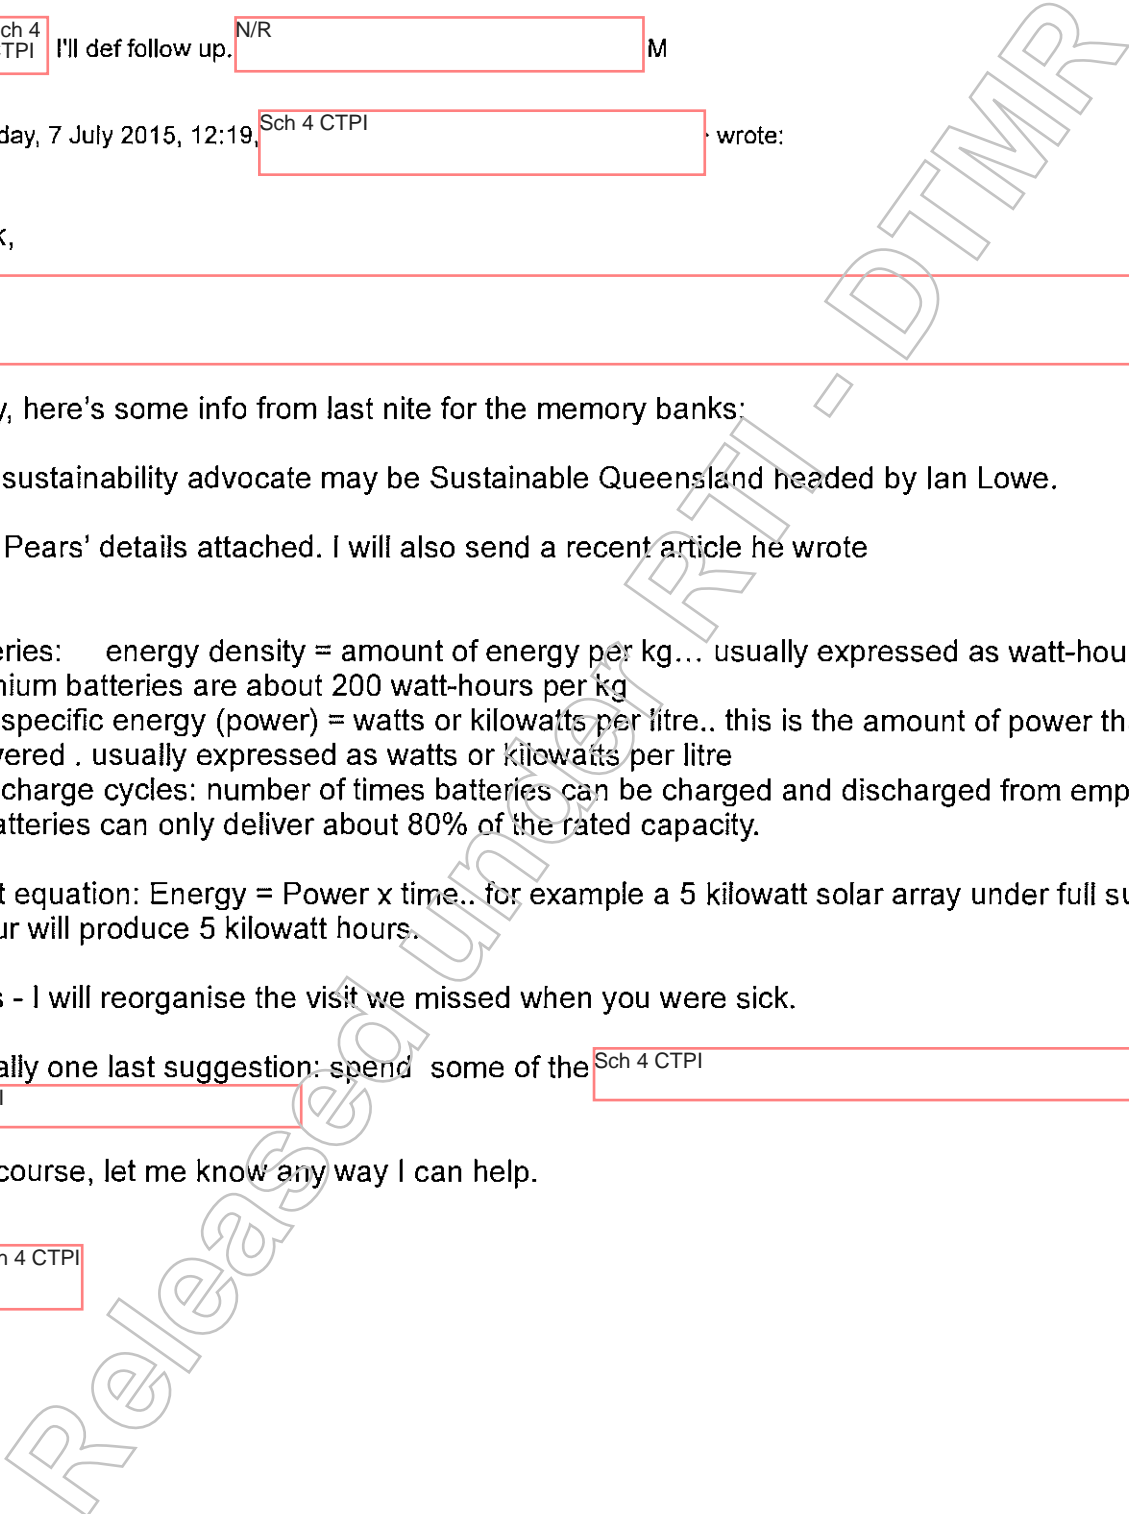 ch 4 N/R
CTPI I'll def follow up. M
day, 7 July 2015, 12:19, Sch 4 CTPI wrote:
k,
y, here's some info from last nite for the memory banks:
sustainability advocate may be Sustainable Queensland headed by Ian Lowe.
Pears' details attached. I will also send a recent article he wrote
eries: energy density = amount of energy per kg... usually expressed as watt-hou
nium batteries are about 200 watt-hours per kg
specific energy (power) = watts or kilowatts per litre.. this is the amount of power th
vered . usually expressed as watts or kilowatts per litre
charge cycles: number of times batteries can be charged and discharged from emp
atteries can only deliver about 80% of the rated capacity.
t equation: Energy = Power x time.. for example a 5 kilowatt solar array under full su
ur will produce 5 kilowatt hours.
s - I will reorganise the visit we missed when you were sick.
ally one last suggestion: spend some of the Sch 4 CTPI
I
course, let me know any way I can help.
h 4 CTPI
Released under RTI - DTMR